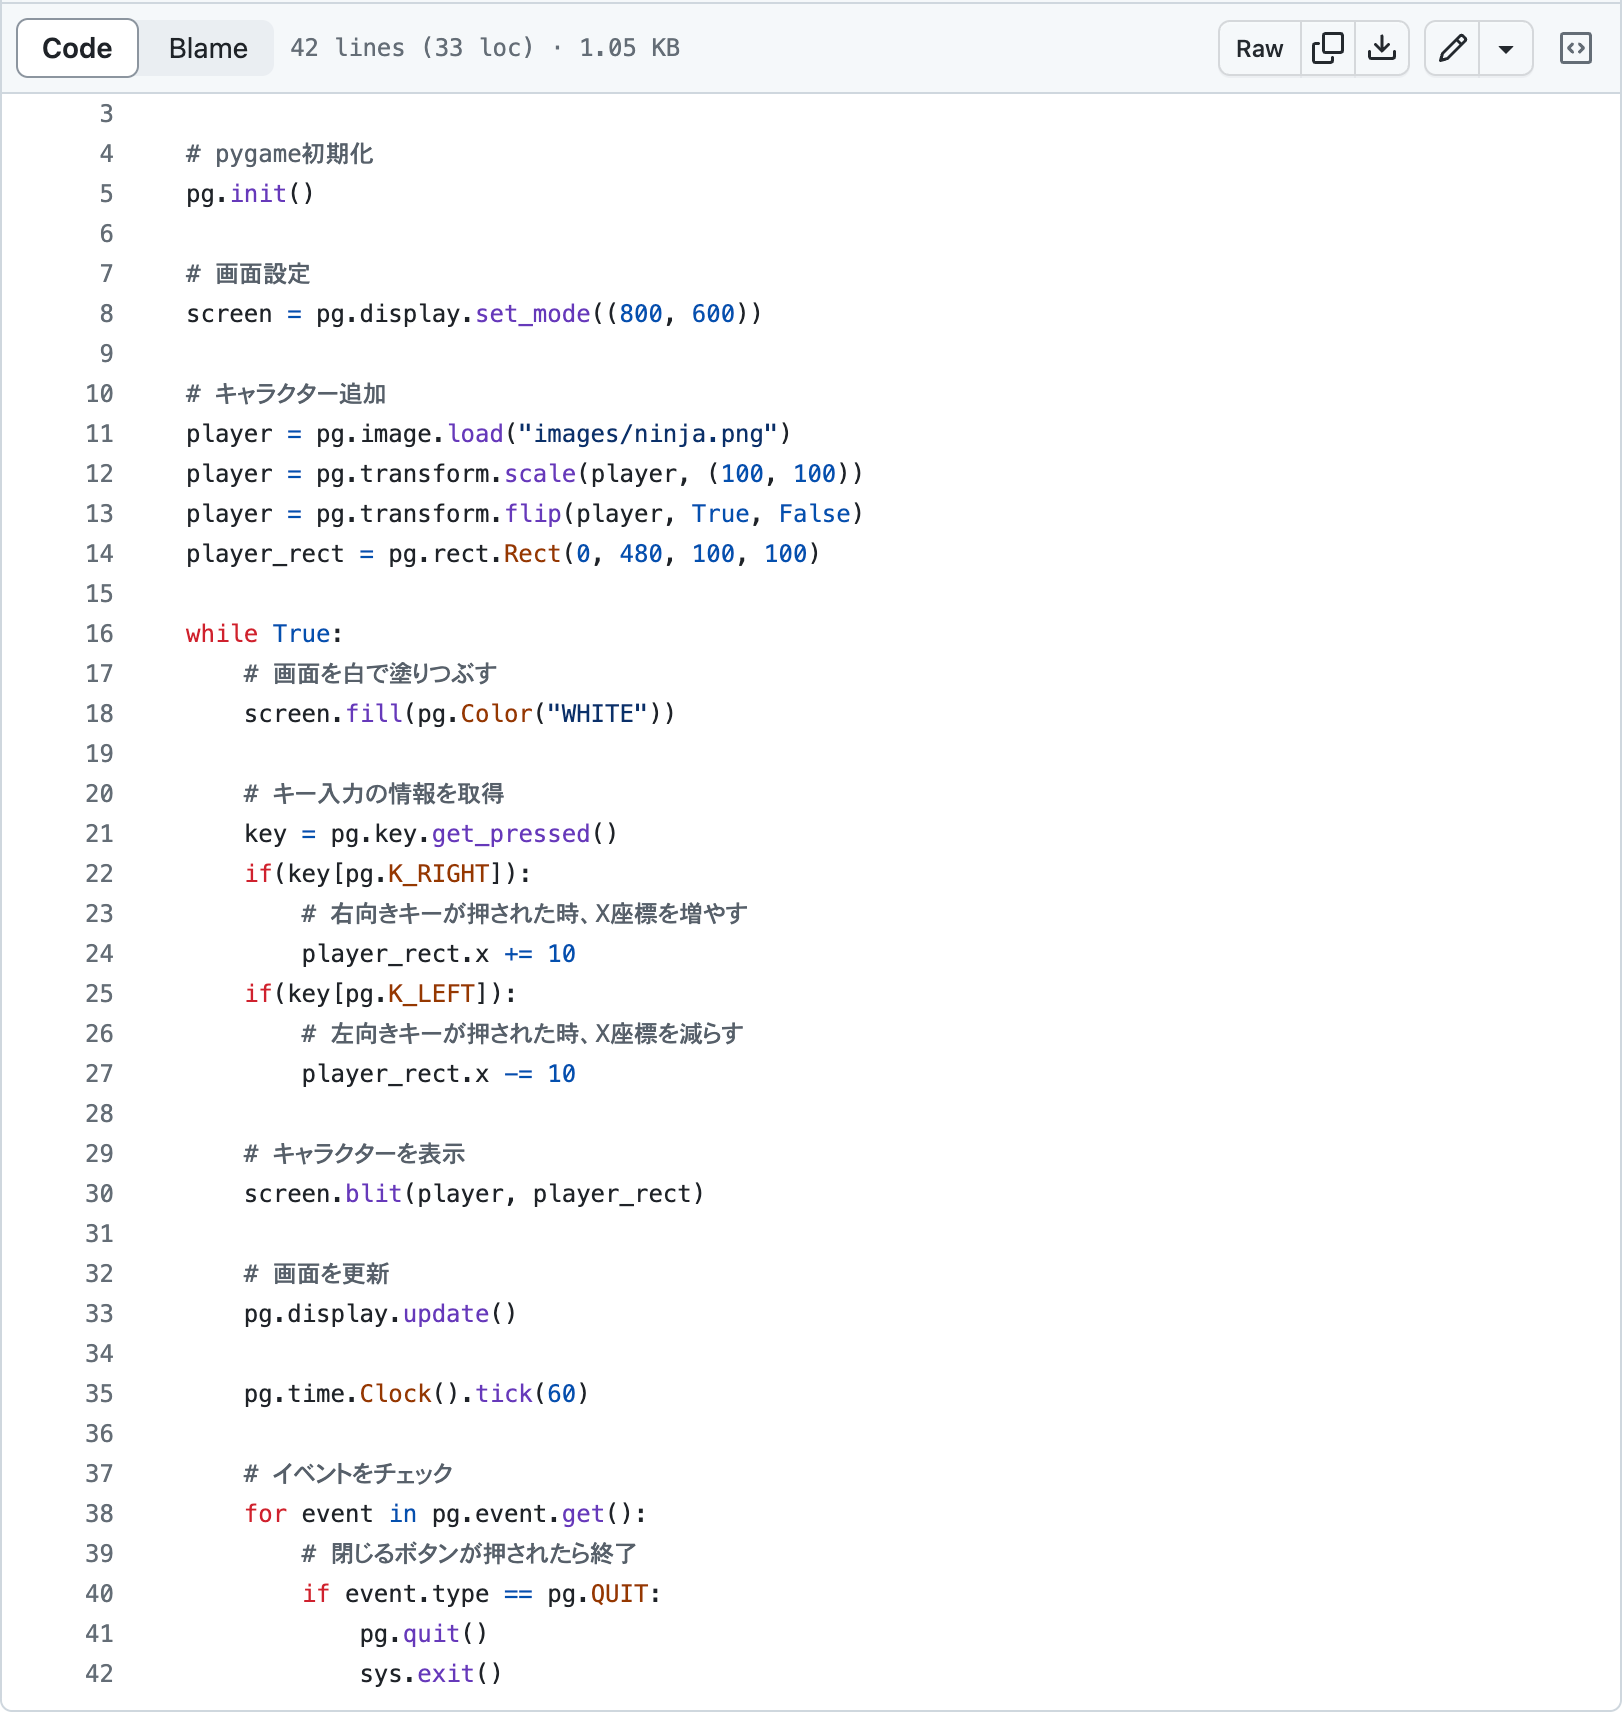 Code Blame 42 lines (33 loc) · 1.05 KB Raw
3
4 # pygame初期化
5 pg.init()
6
7 # 画面設定
8 screen = pg.display.set_mode((800, 600))
9
10 # キャラクター追加
11 player = pg.image.load("images/ninja.png")
12 player = pg.transform.scale(player, (100, 100))
13 player = pg.transform.flip(player, True, False)
14 player_rect = pg.rect.Rect(0, 480, 100, 100)
15
16 while True:
17     # 画面を白で塗りつぶす
18     screen.fill(pg.Color("WHITE"))
19
20     # キー入力の情報を取得
21     key = pg.key.get_pressed()
22     if(key[pg.K_RIGHT]):
23         # 右向きキーが押された時、X座標を増やす
24         player_rect.x += 10
25     if(key[pg.K_LEFT]):
26         # 左向きキーが押された時、X座標を減らす
27         player_rect.x -= 10
28
29     # キャラクターを表示
30     screen.blit(player, player_rect)
31
32     # 画面を更新
33     pg.display.update()
34
35     pg.time.Clock().tick(60)
36
37     # イベントをチェック
38     for event in pg.event.get():
39         # 閉じるボタンが押されたら終了
40         if event.type == pg.QUIT:
41             pg.quit()
42             sys.exit()